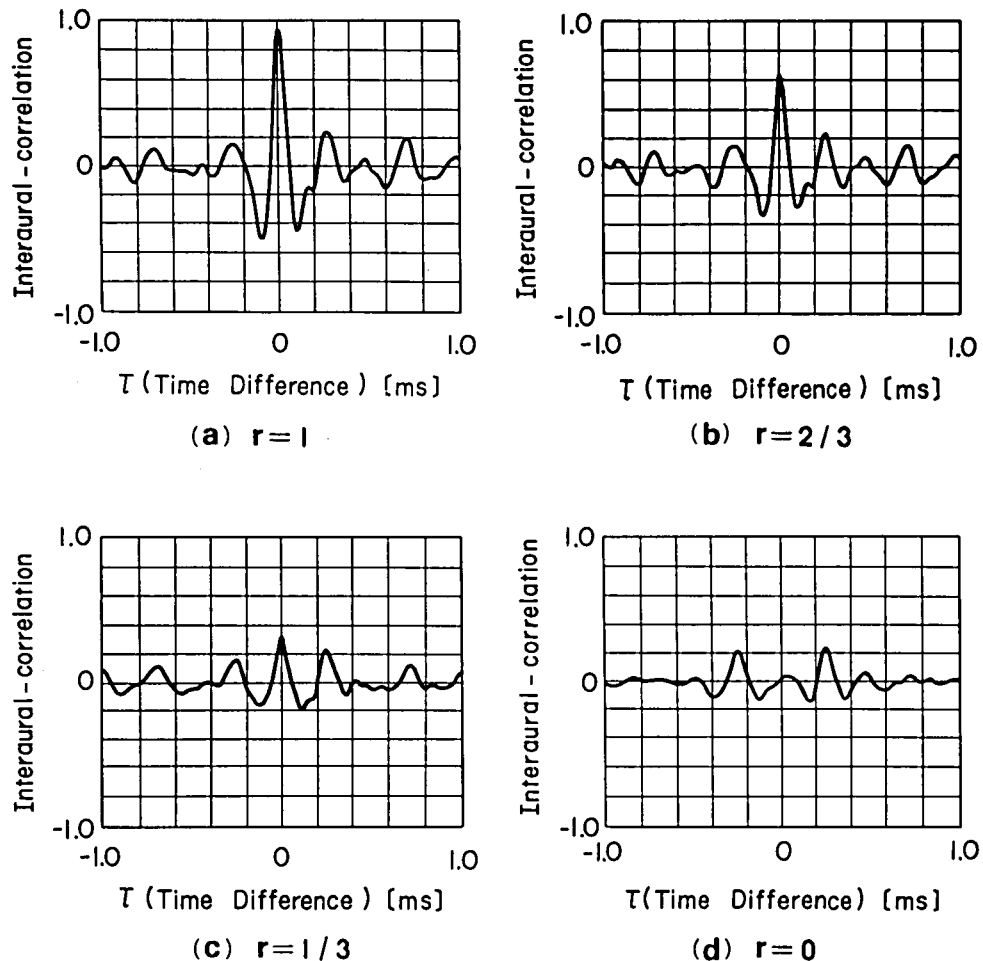 1.0
0
-1.0
Interaural-correlation
-1.0 0 1.0
τ (Time Difference) [ms]
(a) r=1
1.0
0
-1.0
Interaural-correlation
-1.0 0 1.0
τ (Time Difference) [ms]
(b) r=2/3
1.0
0
-1.0
Interaural-correlation
-1.0 0 1.0
τ (Time Difference) [ms]
(c) r=1/3
1.0
0
-1.0
Interaural-correlation
-1.0 0 1.0
τ(Time Difference) [ms]
(d) r=0